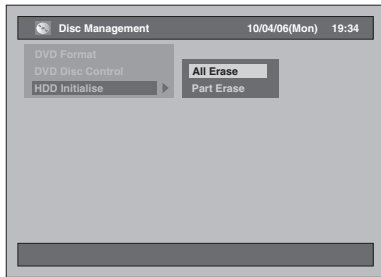 Disc Management 10/04/06(Mon) 19:34
DVD Format
DVD Disc Control
HDD Initialise
All Erase
Part Erase